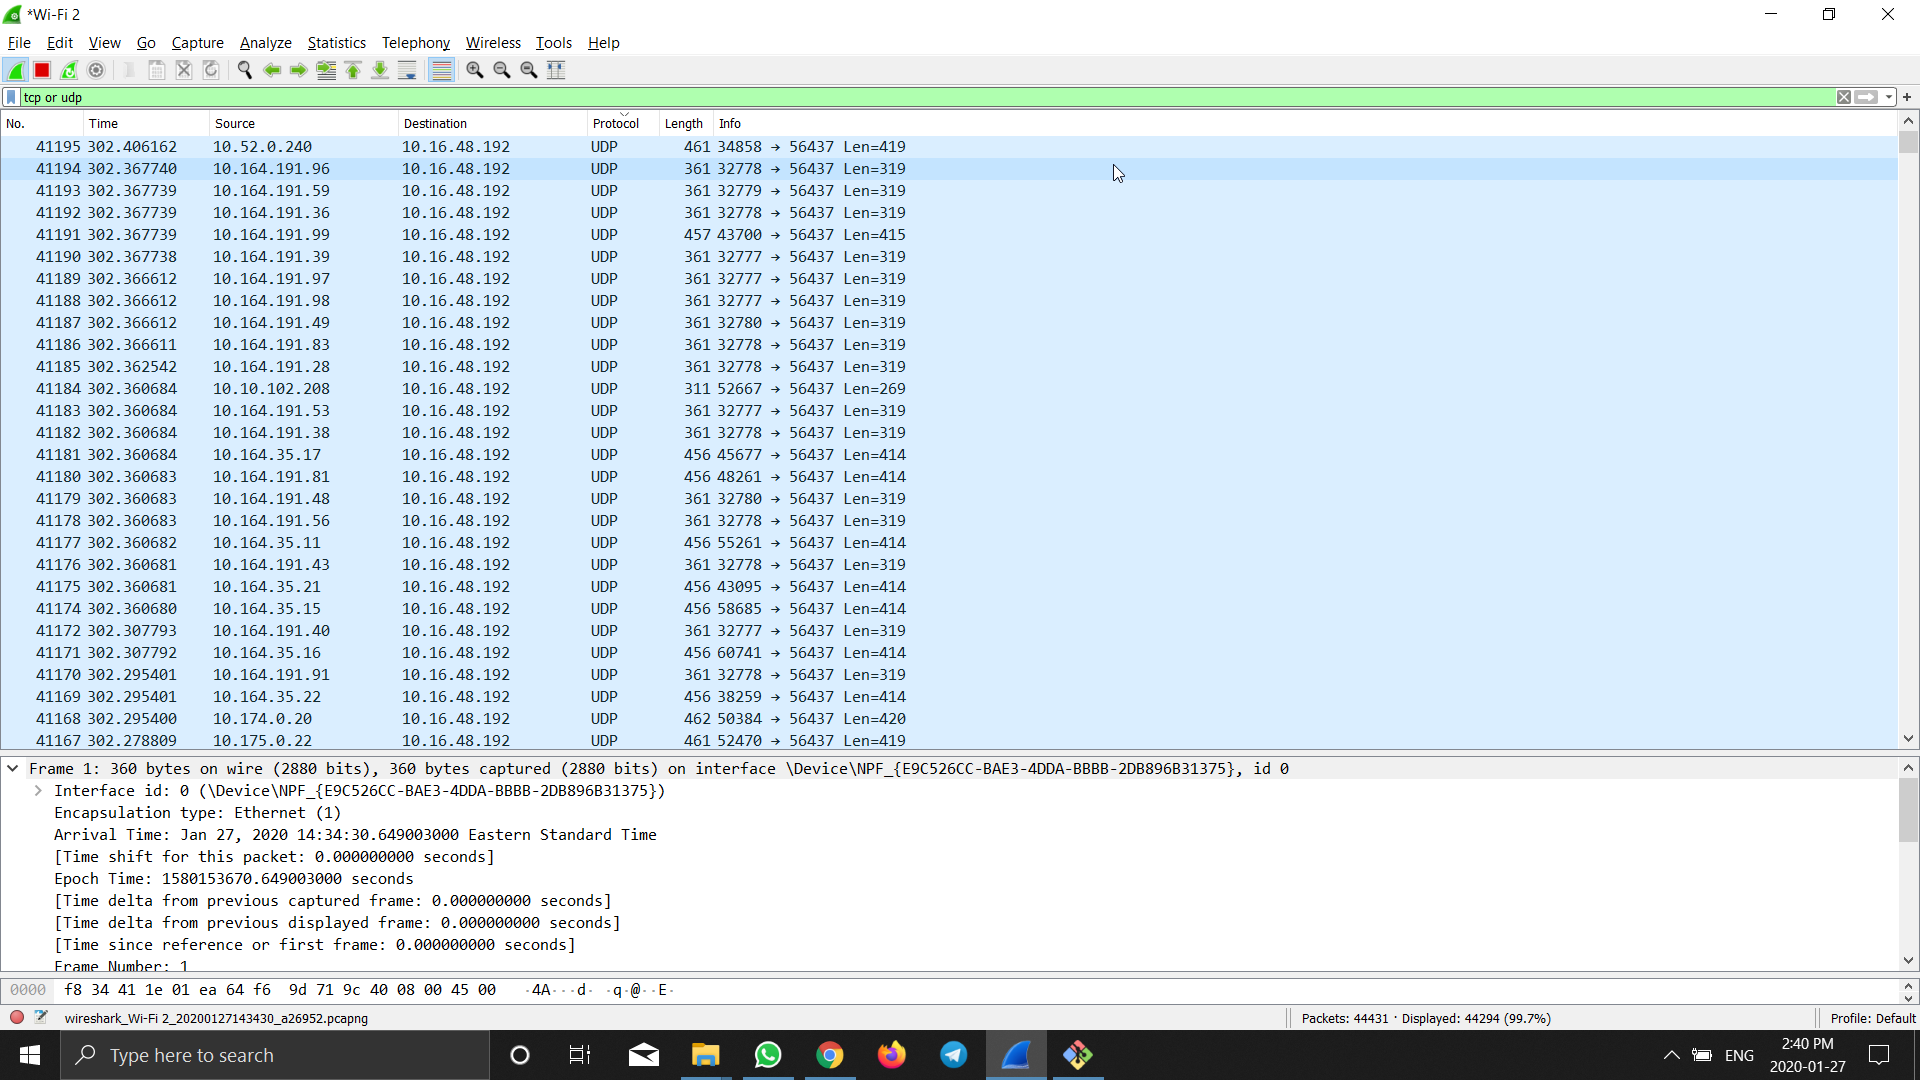 *Wi-Fi 2
File Edit View Go Capture Analyze Statistics Telephony Wireless Tools Help
tcp or udp
No. Time Source Destination Protocol Length Info
41195 302.406162 10.52.0.240 10.16.48.192 UDP 461 34858 → 56437 Len=419
41194 302.367740 10.164.191.96 10.16.48.192 UDP 361 32778 → 56437 Len=319
41193 302.367739 10.164.191.59 10.16.48.192 UDP 361 32779 → 56437 Len=319
41192 302.367739 10.164.191.36 10.16.48.192 UDP 361 32778 → 56437 Len=319
41191 302.367739 10.164.191.99 10.16.48.192 UDP 457 43700 → 56437 Len=415
41190 302.367738 10.164.191.39 10.16.48.192 UDP 361 32777 → 56437 Len=319
41189 302.366612 10.164.191.97 10.16.48.192 UDP 361 32777 → 56437 Len=319
41188 302.366612 10.164.191.98 10.16.48.192 UDP 361 32777 → 56437 Len=319
41187 302.366612 10.164.191.49 10.16.48.192 UDP 361 32780 → 56437 Len=319
41186 302.366611 10.164.191.83 10.16.48.192 UDP 361 32778 → 56437 Len=319
41185 302.362542 10.164.191.28 10.16.48.192 UDP 361 32778 → 56437 Len=319
41184 302.360684 10.10.102.208 10.16.48.192 UDP 311 52667 → 56437 Len=269
41183 302.360684 10.164.191.53 10.16.48.192 UDP 361 32777 → 56437 Len=319
41182 302.360684 10.164.191.38 10.16.48.192 UDP 361 32778 → 56437 Len=319
41181 302.360684 10.164.35.17 10.16.48.192 UDP 456 45677 → 56437 Len=414
41180 302.360683 10.164.191.81 10.16.48.192 UDP 456 48261 → 56437 Len=414
41179 302.360683 10.164.191.48 10.16.48.192 UDP 361 32780 → 56437 Len=319
41178 302.360683 10.164.191.56 10.16.48.192 UDP 361 32778 → 56437 Len=319
41177 302.360682 10.164.35.11 10.16.48.192 UDP 456 55261 → 56437 Len=414
41176 302.360681 10.164.191.43 10.16.48.192 UDP 361 32778 → 56437 Len=319
41175 302.360681 10.164.35.21 10.16.48.192 UDP 456 43095 → 56437 Len=414
41174 302.360680 10.164.35.15 10.16.48.192 UDP 456 58685 → 56437 Len=414
41172 302.307793 10.164.191.40 10.16.48.192 UDP 361 32777 → 56437 Len=319
41171 302.307792 10.164.35.16 10.16.48.192 UDP 456 60741 → 56437 Len=414
41170 302.295401 10.164.191.91 10.16.48.192 UDP 361 32778 → 56437 Len=319
41169 302.295401 10.164.35.22 10.16.48.192 UDP 456 38259 → 56437 Len=414
41168 302.295400 10.174.0.20 10.16.48.192 UDP 462 50384 → 56437 Len=420
41167 302.278809 10.175.0.22 10.16.48.192 UDP 461 52470 → 56437 Len=419
Frame 1: 360 bytes on wire (2880 bits), 360 bytes captured (2880 bits) on interface \Device\NPF_{E9C526CC-BAE3-4DDA-BBBB-2DB896B31375}, id 0
Interface id: 0 (\Device\NPF_{E9C526CC-BAE3-4DDA-BBBB-2DB896B31375})
Encapsulation type: Ethernet (1)
Arrival Time: Jan 27, 2020 14:34:30.649003000 Eastern Standard Time
[Time shift for this packet: 0.000000000 seconds]
Epoch Time: 1580153670.649003000 seconds
[Time delta from previous captured frame: 0.000000000 seconds]
[Time delta from previous displayed frame: 0.000000000 seconds]
[Time since reference or first frame: 0.000000000 seconds]
Frame Number: 1
0000 f8 34 41 1e 01 ea 64 f6 9d 71 9c 40 08 00 45 00 ·4A···d· ·q·@··E·
wireshark_Wi-Fi 2_20200127143430_a26952.pcapng
Packets: 44431 · Displayed: 44294 (99.7%)
Profile: Default
Type here to search
ENG
2:40 PM
2020-01-27